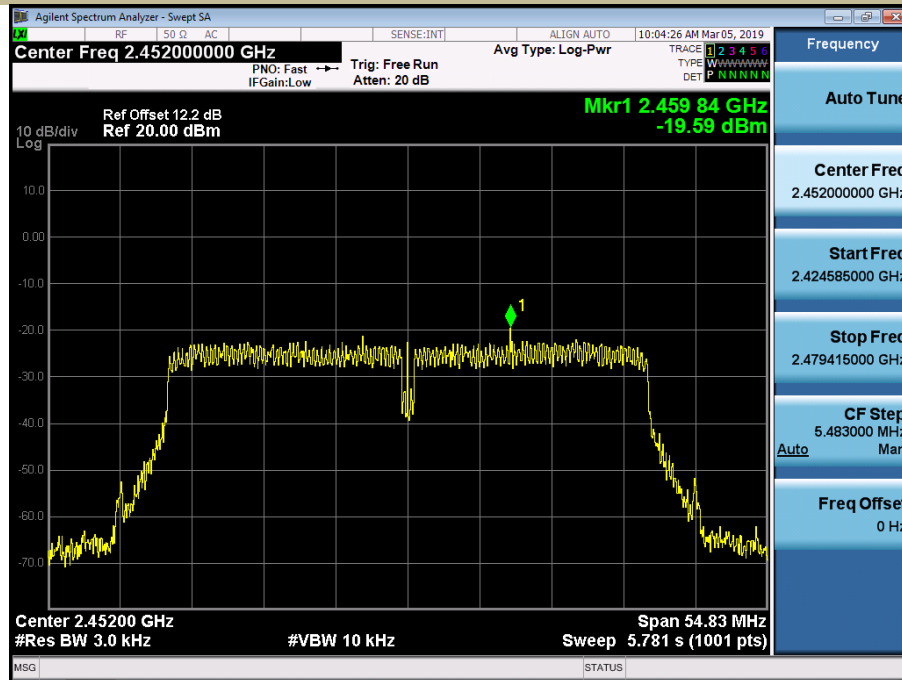 Agilent Spectrum Analyzer - Swept SA
LXI RF 50 Ω AC SENSE:INT ALIGN AUTO 10:04:26 AM Mar 05, 2019
Center Freq 2.452000000 GHz
PNO: Fast
IFGain:Low
Trig: Free Run
Atten: 20 dB
Avg Type: Log-Pwr
TRACE 1 2 3 4 5 6
TYPE W W W W W W
DET P N N N N N
Mkr1 2.459 84 GHz
-19.59 dBm
Ref Offset 12.2 dB
10 dB/div Ref 20.00 dBm
Log
10.0
0.00
-10.0
-20.0
-30.0
-40.0
-50.0
-60.0
-70.0
1
Center 2.45200 GHz Span 54.83 MHz
#Res BW 3.0 kHz #VBW 10 kHz Sweep 5.781 s (1001 pts)
MSG STATUS
Frequency
Auto Tune
Center Freq
2.452000000 GHz
Start Freq
2.424585000 GHz
Stop Freq
2.479415000 GHz
CF Step
5.483000 MHz
Auto Man
Freq Offset
0 Hz